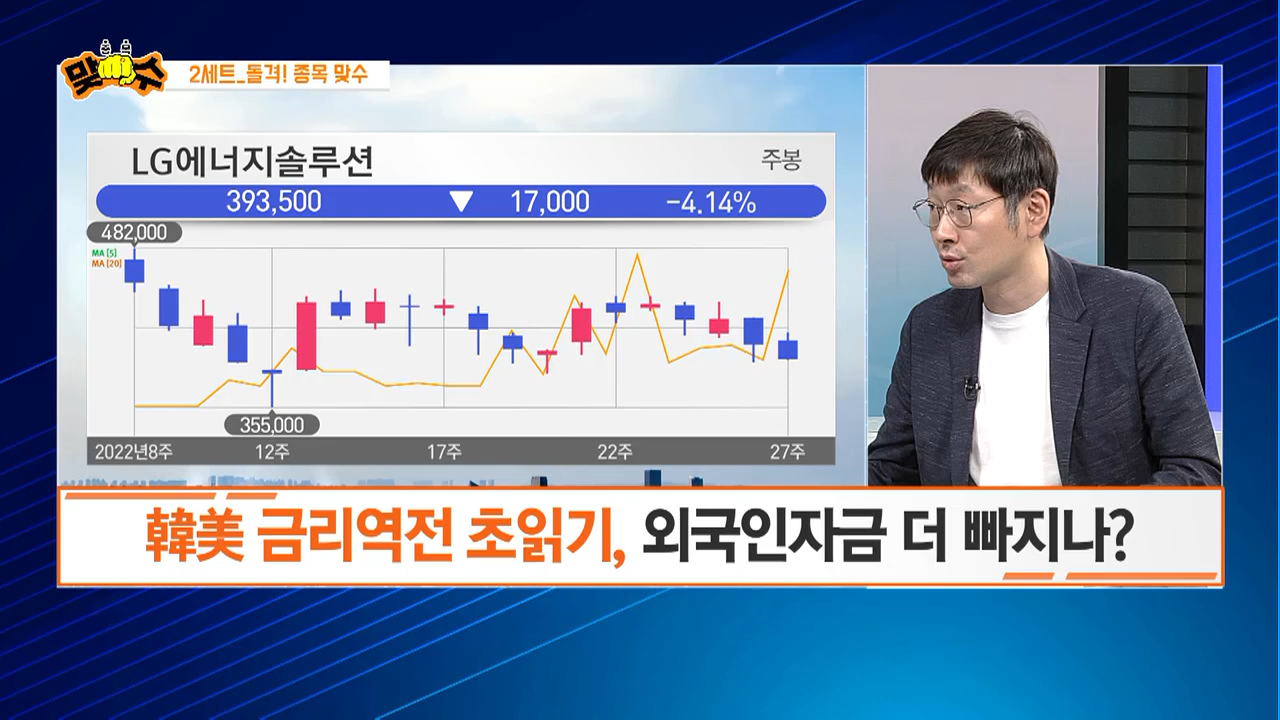 종목
맞수
2세트_돌격! 종목 맞수
LG에너지솔루션
주봉
393,500 ▼ 17,000 -4.14%
482,000
MA [5]
MA [20]
355,000
2022년8주 12주 17주 22주 27주
韓美 금리역전 초읽기, 외국인자금 더 빠지나?